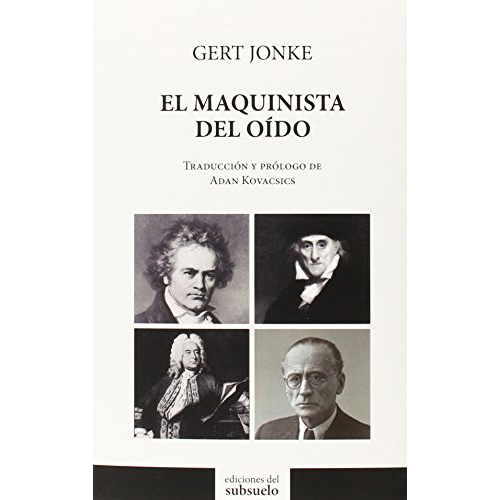 GERT JONKE
EL MAQUINISTA
DEL OÍDO
TRADUCCIÓN Y PRÓLOGO DE
ADAN KOVACSICS
ediciones del
subsuelo